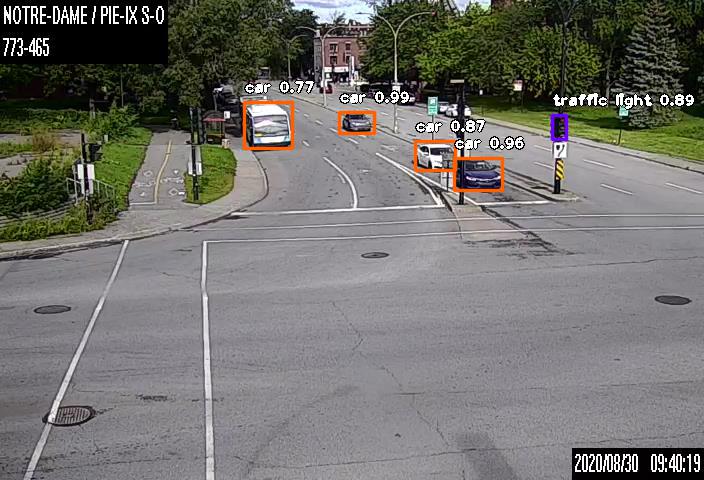 NOTRE-DAME / PIE-IX S-O
773-465
car 0.77
car 0.99
traffic light 0.89
car 0.87
car 0.96
2020/08/30 09:40:19